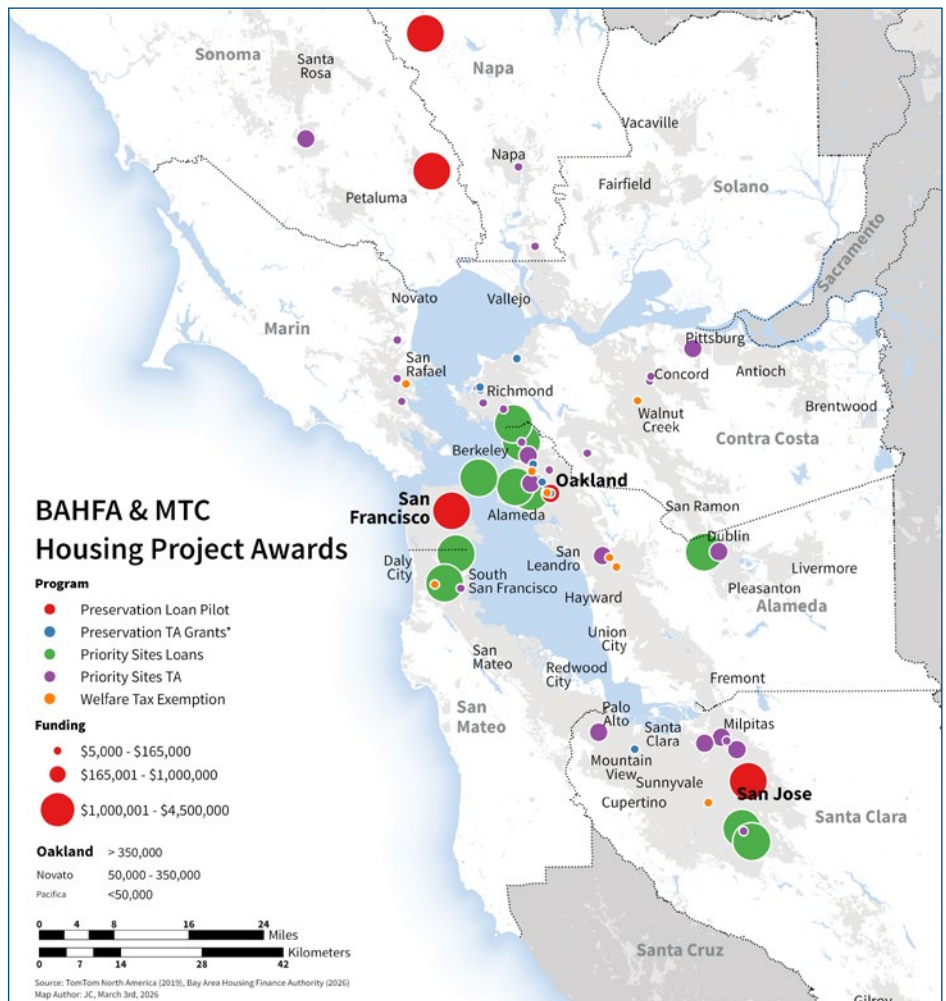 Sonoma
Santa
Rosa
Napa
Vacaville
Napa
Fairfield
Solano
Petaluma
Sacramento
Novato
Vallejo
Marin
Pittsburg
San
Rafael
Concord
Antioch
Richmond
Brentwood
Walnut
Creek
Contra Costa
Berkeley
Oakland
San
Francisco
Alameda
San Ramon
Dublin
Daly
City
San
Leandro
Livermore
South
San Francisco
Pleasanton
Hayward
Alameda
Union
City
San
Mateo
Redwood
City
Fremont
San
Mateo
Palo
Alto
Santa
Clara
Milpitas
Mountain
View
Sunnyvale
Cupertino
San Jose
Santa Clara
Santa Cruz
Gilroy
BAHFA & MTC
Housing Project Awards
Program
Preservation Loan Pilot
Preservation TA Grants*
Priority Sites Loans
Priority Sites TA
Welfare Tax Exemption
Funding
$5,000 - $165,000
$165,001 - $1,000,000
$1,000,001 - $4,500,000
Oakland > 350,000
Novato 50,000 - 350,000
Pacifica <50,000
0 4 8 16 24
Miles
Kilometers
0 7 14 28 42
Source: TomTom North America (2019), Bay Area Housing Finance Authority (2026)
Map Author: JC, March 3rd, 2026